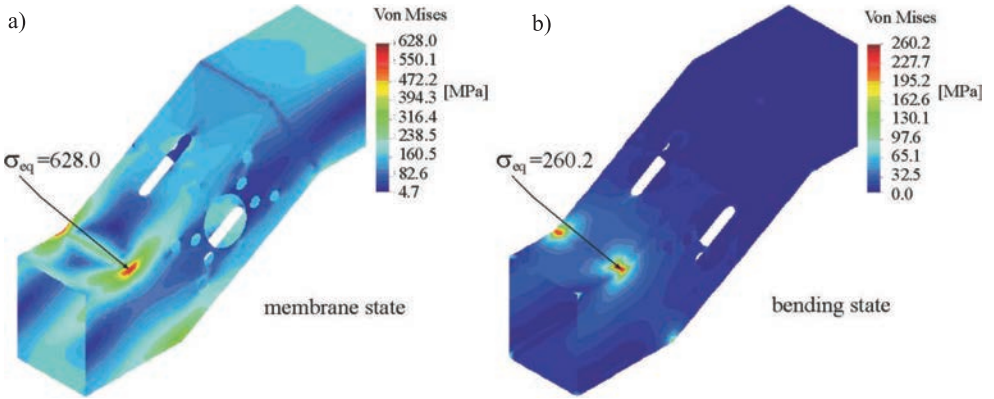 a)
Von Mises
628.0
550.1
472.2
394.3
316.4
238.5
160.5
82.6
4.7
[MPa]
σeq=628.0
membrane state
b)
Von Mises
260.2
227.7
195.2
162.6
130.1
97.6
65.1
32.5
0.0
[MPa]
σeq=260.2
bending state